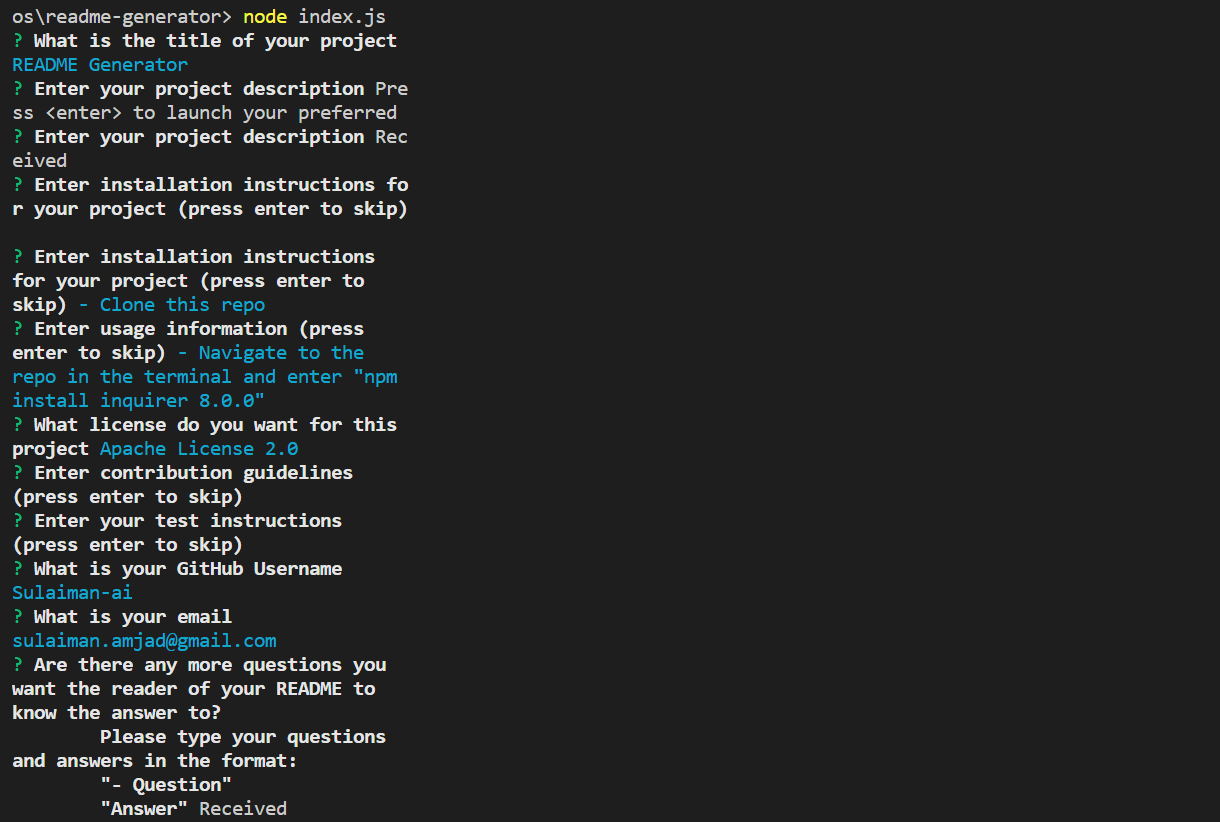 os\readme-generator> node index.js
? What is the title of your project
README Generator
? Enter your project description Pre
ss <enter> to launch your preferred
? Enter your project description Rec
eived
? Enter installation instructions fo
r your project (press enter to skip)
? Enter installation instructions
for your project (press enter to
skip) - Clone this repo
? Enter usage information (press
enter to skip) - Navigate to the
repo in the terminal and enter "npm
install inquirer 8.0.0"
? What license do you want for this
project Apache License 2.0
? Enter contribution guidelines
(press enter to skip)
? Enter your test instructions
(press enter to skip)
? What is your GitHub Username
Sulaiman-ai
? What is your email
sulaiman.amjad@gmail.com
? Are there any more questions you
want the reader of your README to
know the answer to?
Please type your questions
and answers in the format:
"- Question"
"Answer" Received